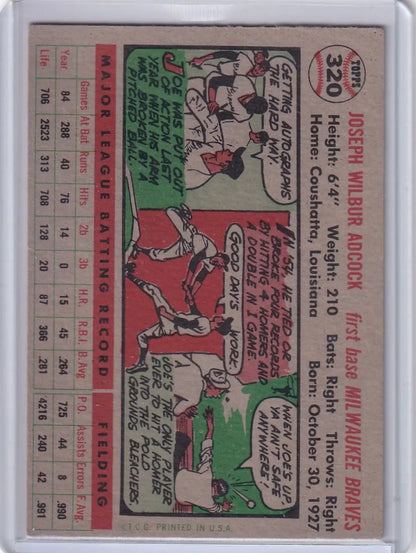 TOPPS
320
JOSEPH WILBUR ADCOCK first base MILWAUKEE BRAVES
Height: 6'4" Weight: 210 Bats: Right Throws: Right
Home: Coushatta, Louisiana Born: October 30, 1927
GETTING AUTOGRAPHS
THE HARD WAY.
JOE WAS PUT OUT
OF ACTION LAST
YEAR WHEN HIS ARM
WAS BROKEN BY A
PITCHED BALL
IN '54, HE TIED OR
BROKE FOUR RECORDS
BY HITTING 4 HOMERS AND
A DOUBLE IN 1 GAME.
GOOD DAY'S
WORK.
WHEN JOE'S UP
YA AIN'T SAFE
ANYWHERE!
JOE'S THE ONLY PLAYER
EVER TO HIT A HOMER
INTO THE POLO
GROUNDS BLEACHERS.
©T.C.G. PRINTED IN U.S.A.
MAJOR LEAGUE BATTING RECORD FIELDING
Games At Bat Runs Hits 2b 3b H.R. R.B.I. B. Avg. P.O. Assists Errors F. Avg.
Year 84 288 40 76 14 0 15 45 .264 725 44 8 .990
Life 706 2523 313 708 128 20 87 366 .281 4216 240 42 .991